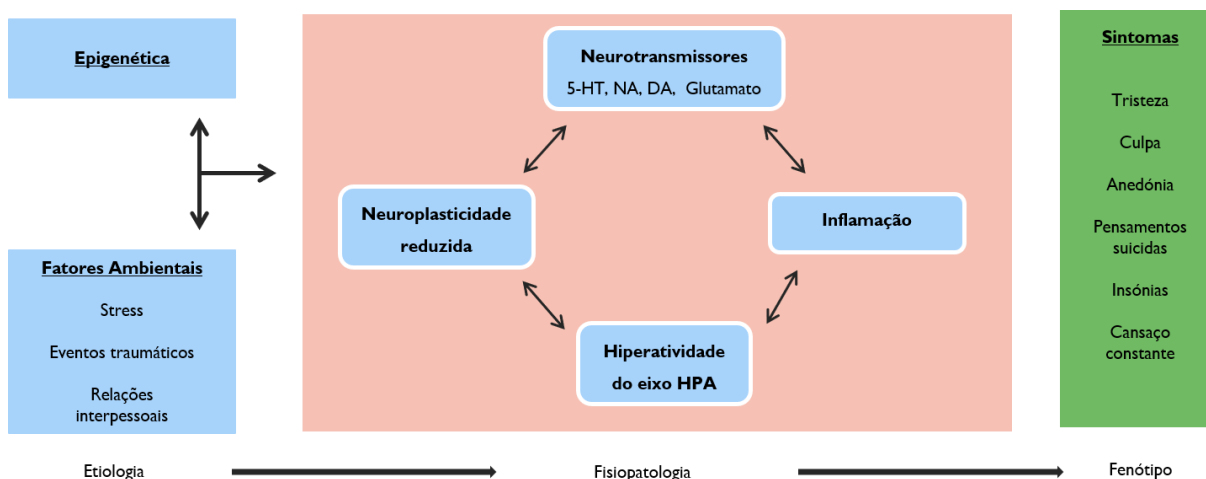 Epigenética
Fatores Ambientais
Stress
Eventos traumáticos
Relações
interpessoais
Neurotransmissores
5-HT, NA, DA, Glutamato
Neuroplasticidade
reduzida
Inflamação
Hiperatividade
do eixo HPA
Sintomas
Tristeza
Culpa
Anedónia
Pensamentos
suicidas
Insónias
Cansaço
constante
Etiologia
Fisiopatologia
Fenótipo